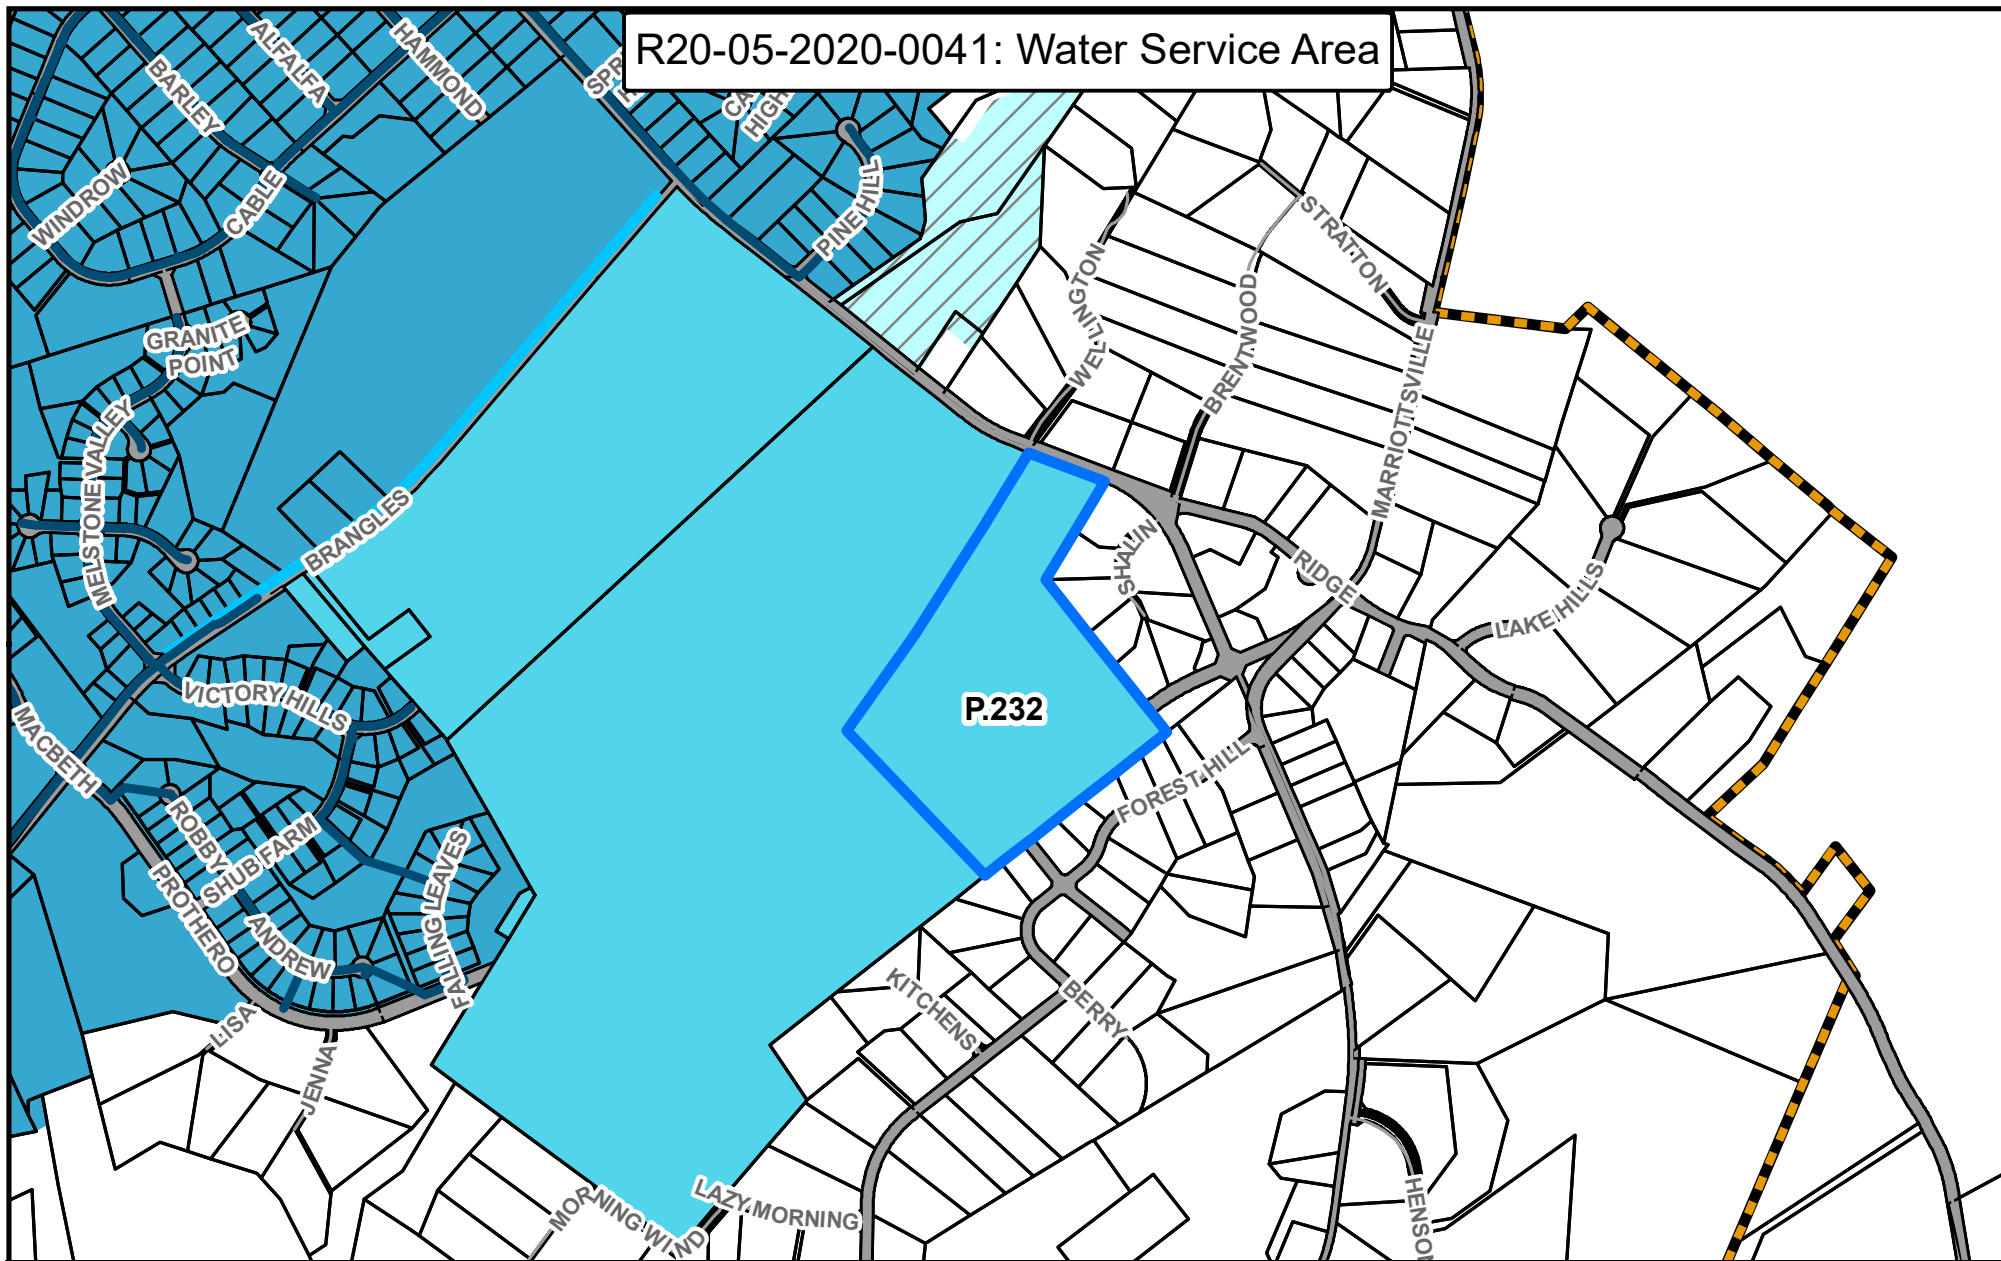 R20-05-2020-0041: Water Service Area
ALFALFA
HAMMOND
BARLEY
HIGH
WINDROW
CABLE
PINE HILL
STRATTON
WELLINGTON
BRENTWOOD
GRANITE
POINT
MARRIOTTSVILLE
MELSTONE VALLEY
BRANGLES
SHALIN
RIDGE
LAKE HILLS
VICTORY HILLS
P.232
MACBETH
FOREST HILL
ROBBY
SHUB FARM
FALLING LEAVES
PROTHERO
ANDREW
KITCHENS
BERRY
LISA
JENNA
MORNING WIND
LAZY MORNING
HENSON